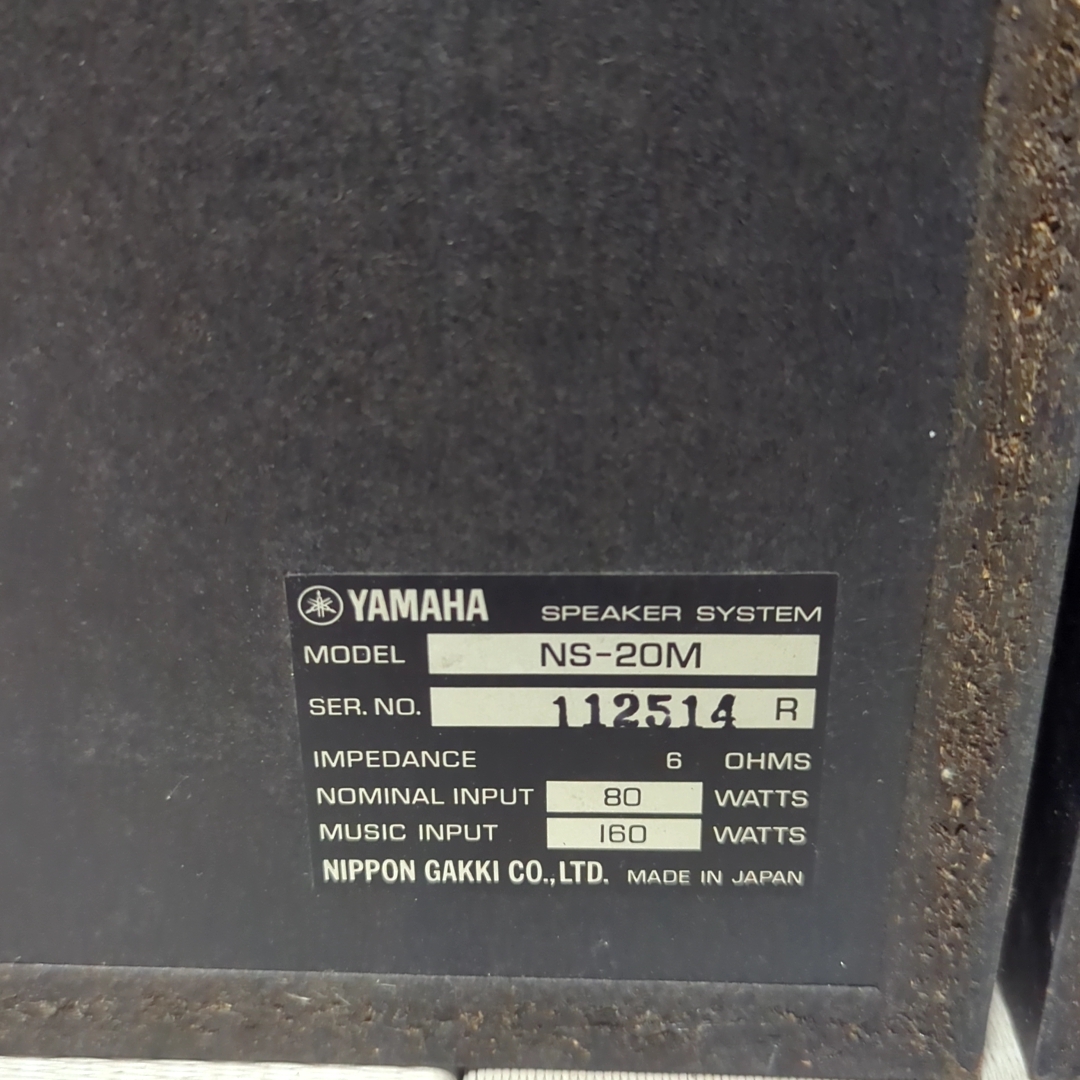 YAMAHA SPEAKER SYSTEM
MODEL NS-20M
SER. NO. 112514 R
IMPEDANCE 6 OHMS
NOMINAL INPUT 80 WATTS
MUSIC INPUT 160 WATTS
NIPPON GAKKI CO., LTD. MADE IN JAPAN